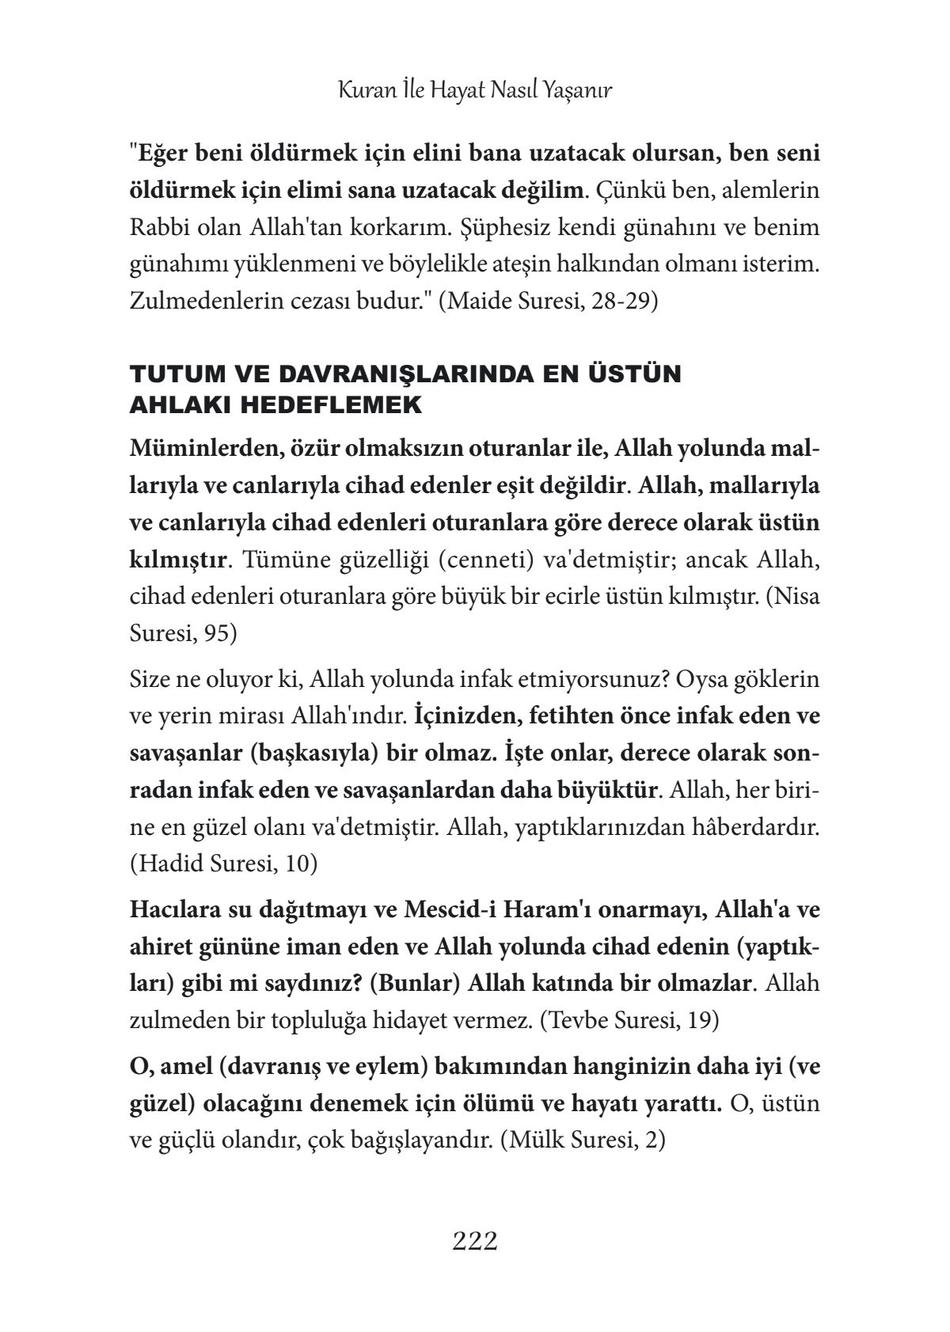 Kuran İle Hayat Nasıl Yaşanır
"Eğer beni öldürmek için elini bana uzatacak olursan, ben seni
öldürmek için elimi sana uzatacak değilim. Çünkü ben, alemlerin
Rabbi olan Allah'tan korkarım. Şüphesiz kendi günahını ve benim
günahımı yüklenmeni ve böylelikle ateşin halkından olmanı isterim.
Zulmedenlerin cezası budur." (Maide Suresi, 28-29)
TUTUM VE DAVRANIŞLARINDA EN ÜSTÜN
AHLAKI HEDEFLEMEK
Müminlerden, özür olmaksızın oturanlar ile, Allah yolunda mal-
larıyla ve canlarıyla cihad edenler eşit değildir. Allah, mallarıyla
ve canlarıyla cihad edenleri oturanlara göre derece olarak üstün
kılmıştır. Tümüne güzelliği (cenneti) va'detmiştir; ancak Allah,
cihad edenleri oturanlara göre büyük bir ecirle üstün kılmıştır. (Nisa
Suresi, 95)
Size ne oluyor ki, Allah yolunda infak etmiyorsunuz? Oysa göklerin
ve yerin mirası Allah'ındır. İçinizden, fetihten önce infak eden ve
savaşanlar (başkasıyla) bir olmaz. İşte onlar, derece olarak son-
radan infak eden ve savaşanlardan daha büyüktür. Allah, her biri-
ne en güzel olanı va'detmiştir. Allah, yaptıklarınızdan hâberdardır.
(Hadid Suresi, 10)
Hacılara su dağıtmayı ve Mescid-i Haram'ı onarmayı, Allah'a ve
ahiret gününe iman eden ve Allah yolunda cihad edenin (yaptık-
ları) gibi mi saydınız? (Bunlar) Allah katında bir olmazlar. Allah
zulmeden bir topluluğa hidayet vermez. (Tevbe Suresi, 19)
O, amel (davranış ve eylem) bakımından hanginizin daha iyi (ve
güzel) olacağını denemek için ölümü ve hayatı yarattı. O, üstün
ve güçlü olandır, çok bağışlayandır. (Mülk Suresi, 2)
222